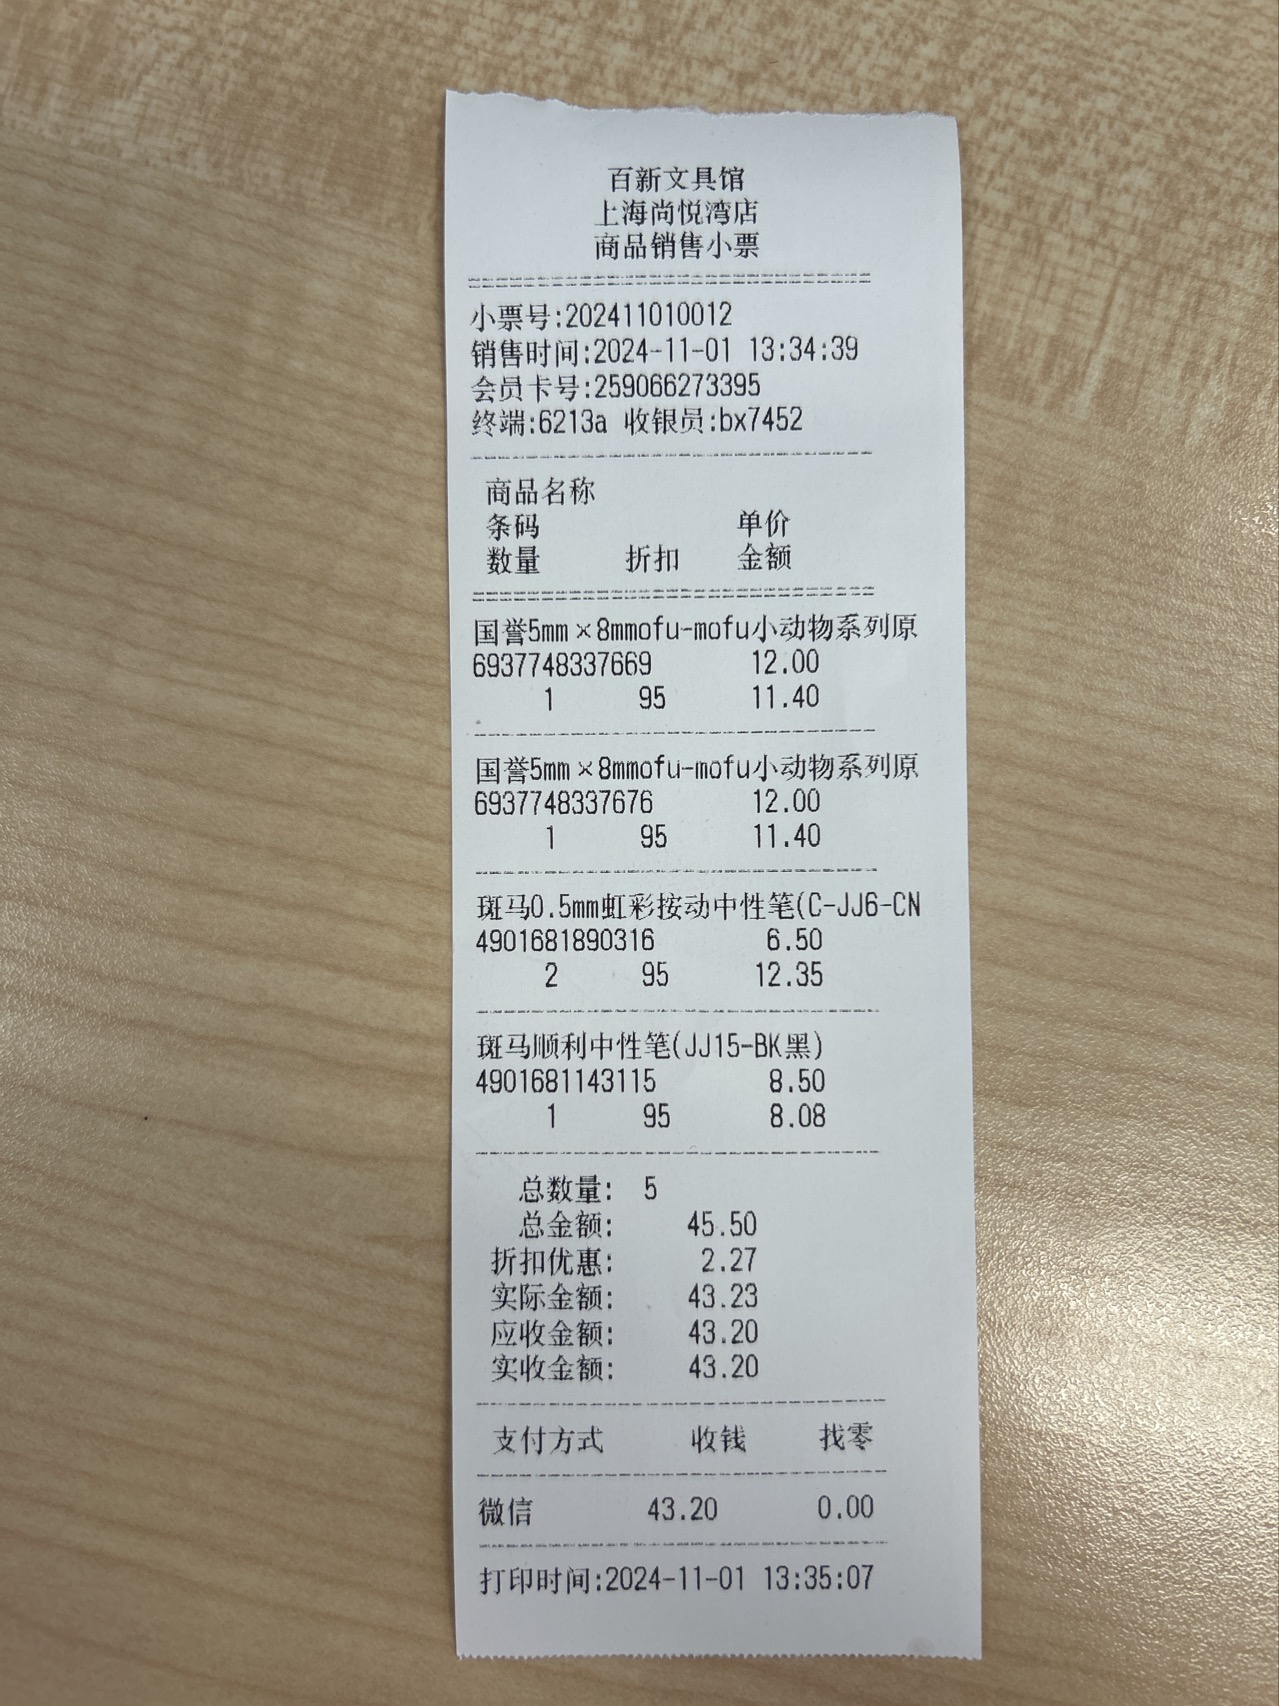 百新文具馆
上海尚悦湾店
商品销售小票
小票号:202411010012
销售时间:2024-11-01 13:34:39
会员卡号:259066273395
终端:6213a 收银员:bx7452
商品名称
条码 单价
数量 折扣 金额
国誉5mm×8mmofu-mofu小动物系列原
6937748337669 12.00
1 95 11.40
国誉5mm×8mmofu-mofu小动物系列原
6937748337676 12.00
1 95 11.40
斑马0.5mm虹彩按动中性笔(C-JJ6-CN
4901681890316 6.50
2 95 12.35
斑马顺利中性笔(JJ15-BK黑)
4901681143115 8.50
1 95 8.08
总数量: 5
总金额: 45.50
折扣优惠: 2.27
实际金额: 43.23
应收金额: 43.20
实收金额: 43.20
支付方式 收钱 找零
微信 43.20 0.00
打印时间:2024-11-01 13:35:07